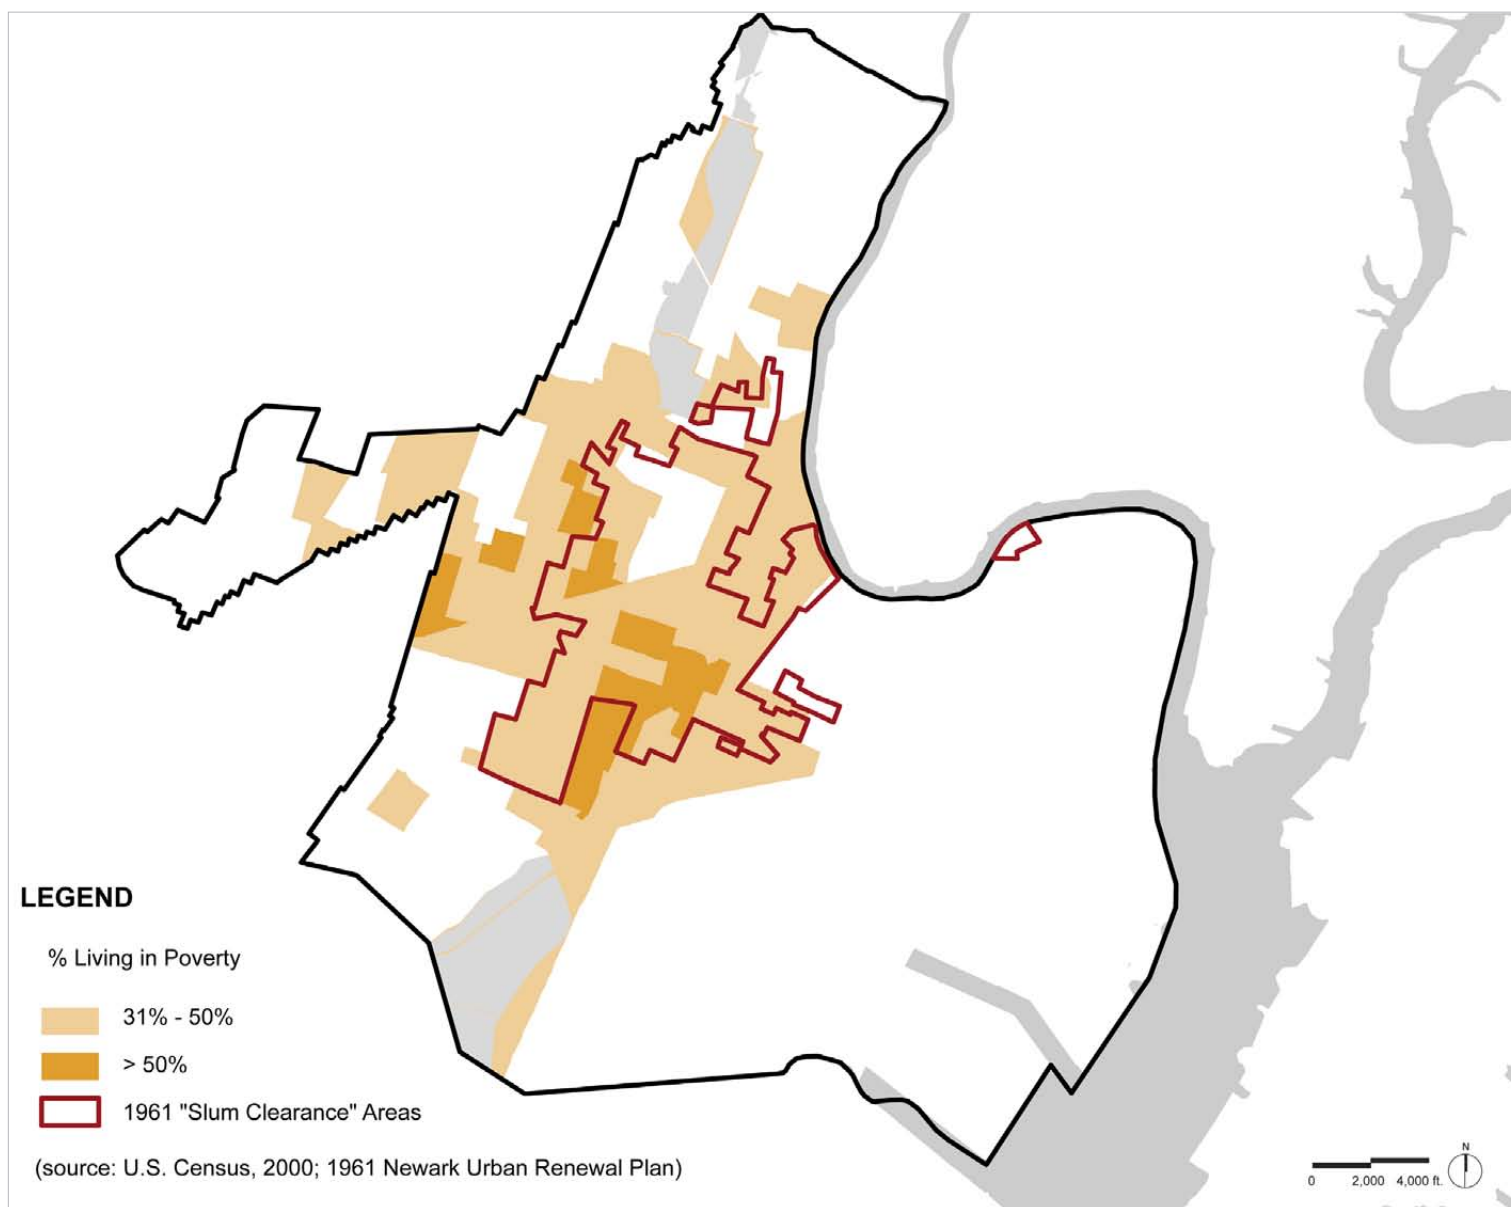 LEGEND
% Living in Poverty
31% - 50%
> 50%
1961 "Slum Clearance" Areas
(source: U.S. Census, 2000; 1961 Newark Urban Renewal Plan)
N
0 2,000 4,000 ft.